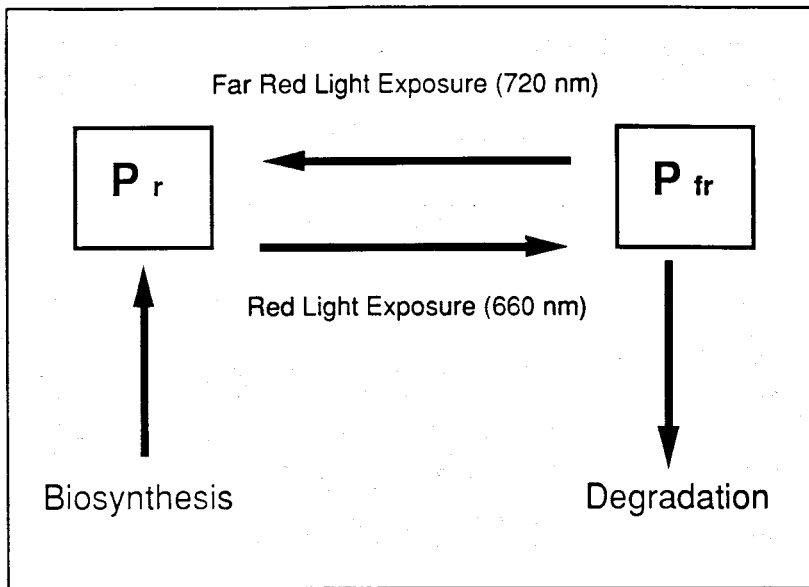 Far Red Light Exposure (720 nm)
P r
P fr
Red Light Exposure (660 nm)
Biosynthesis
Degradation